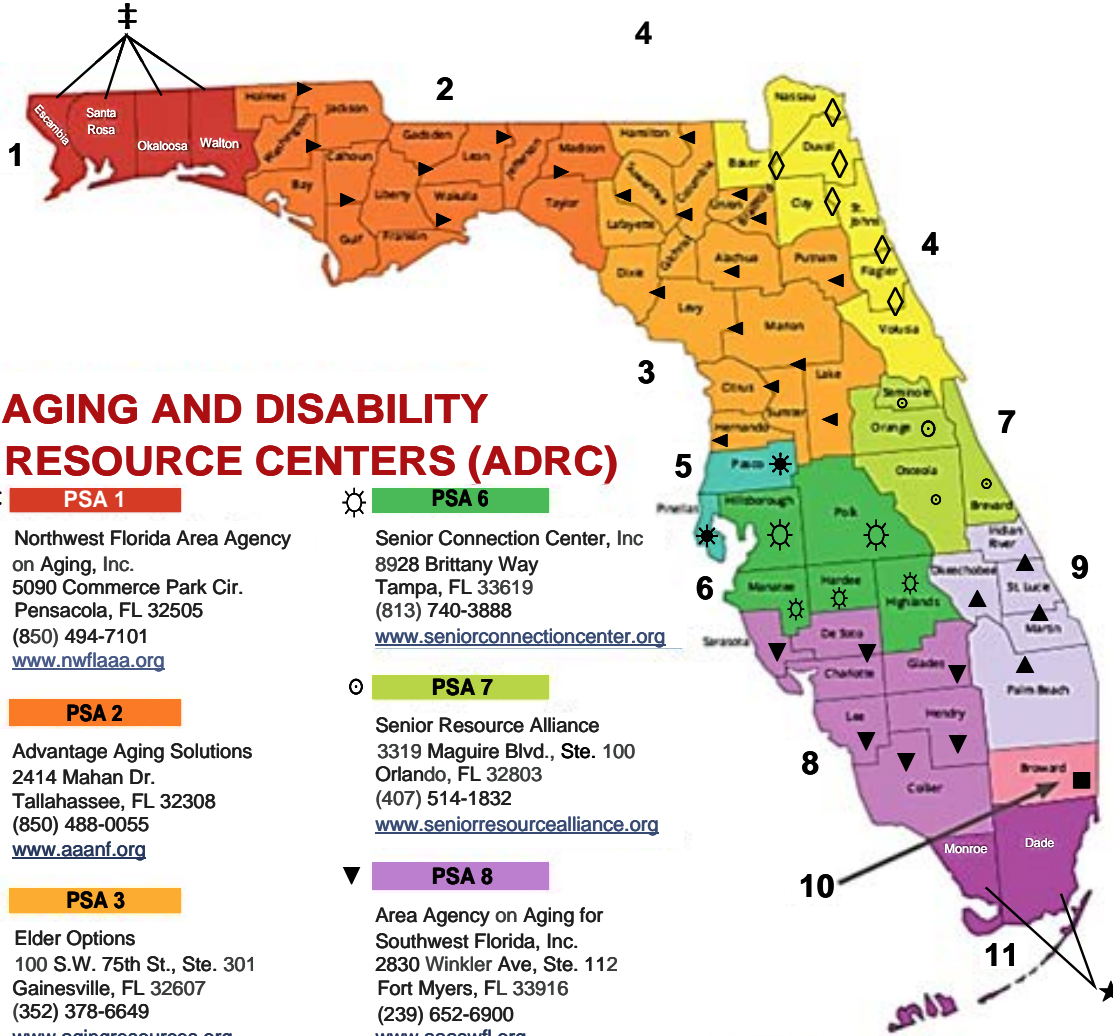 ‡
4
2
1
Escambia
Santa
Rosa
Okaloosa
Walton
Holmes
Washington
Jackson
Bay
Calhoun
Gulf
Gadsden
Liberty
Franklin
Leon
Wakulla
Jefferson
Madison
Taylor
Hamilton
Suwannee
Columbia
Lafayette
Dixie
Gilchrist
Union
Bradford
Alachua
Putnam
Levy
Marion
Citrus
Sumter
Lake
Hernando
Nassau
Baker
Duval
Clay
St.
Johns
Flagler
Volusia
4
3
AGING AND DISABILITY
RESOURCE CENTERS (ADRC)
Seminole
Orange
Osceola
Brevard
7
5
Pasco
Pinellas
Hillsborough
Polk
Manatee
Hardee
Highlands
6
Indian
River
Okeechobee
St. Lucie
Martin
Palm Beach
9
Sarasota
De Soto
Charlotte
Glades
Lee
Hendry
Collier
8
Broward
10
Monroe
Dade
11
PSA 1
Northwest Florida Area Agency
on Aging, Inc.
5090 Commerce Park Cir.
Pensacola, FL 32505
(850) 494-7101
www.nwflaaa.org
PSA 2
Advantage Aging Solutions
2414 Mahan Dr.
Tallahassee, FL 32308
(850) 488-0055
www.aaanf.org
PSA 3
Elder Options
100 S.W. 75th St., Ste. 301
Gainesville, FL 32607
(352) 378-6649
www.agingresources.org
PSA 6
Senior Connection Center, Inc
8928 Brittany Way
Tampa, FL 33619
(813) 740-3888
www.seniorconnectioncenter.org
PSA 7
Senior Resource Alliance
3319 Maguire Blvd., Ste. 100
Orlando, FL 32803
(407) 514-1832
www.seniorresourcealliance.org
PSA 8
Area Agency on Aging for
Southwest Florida, Inc.
2830 Winkler Ave, Ste. 112
Fort Myers, FL 33916
(239) 652-6900
www.aaaswfl.org